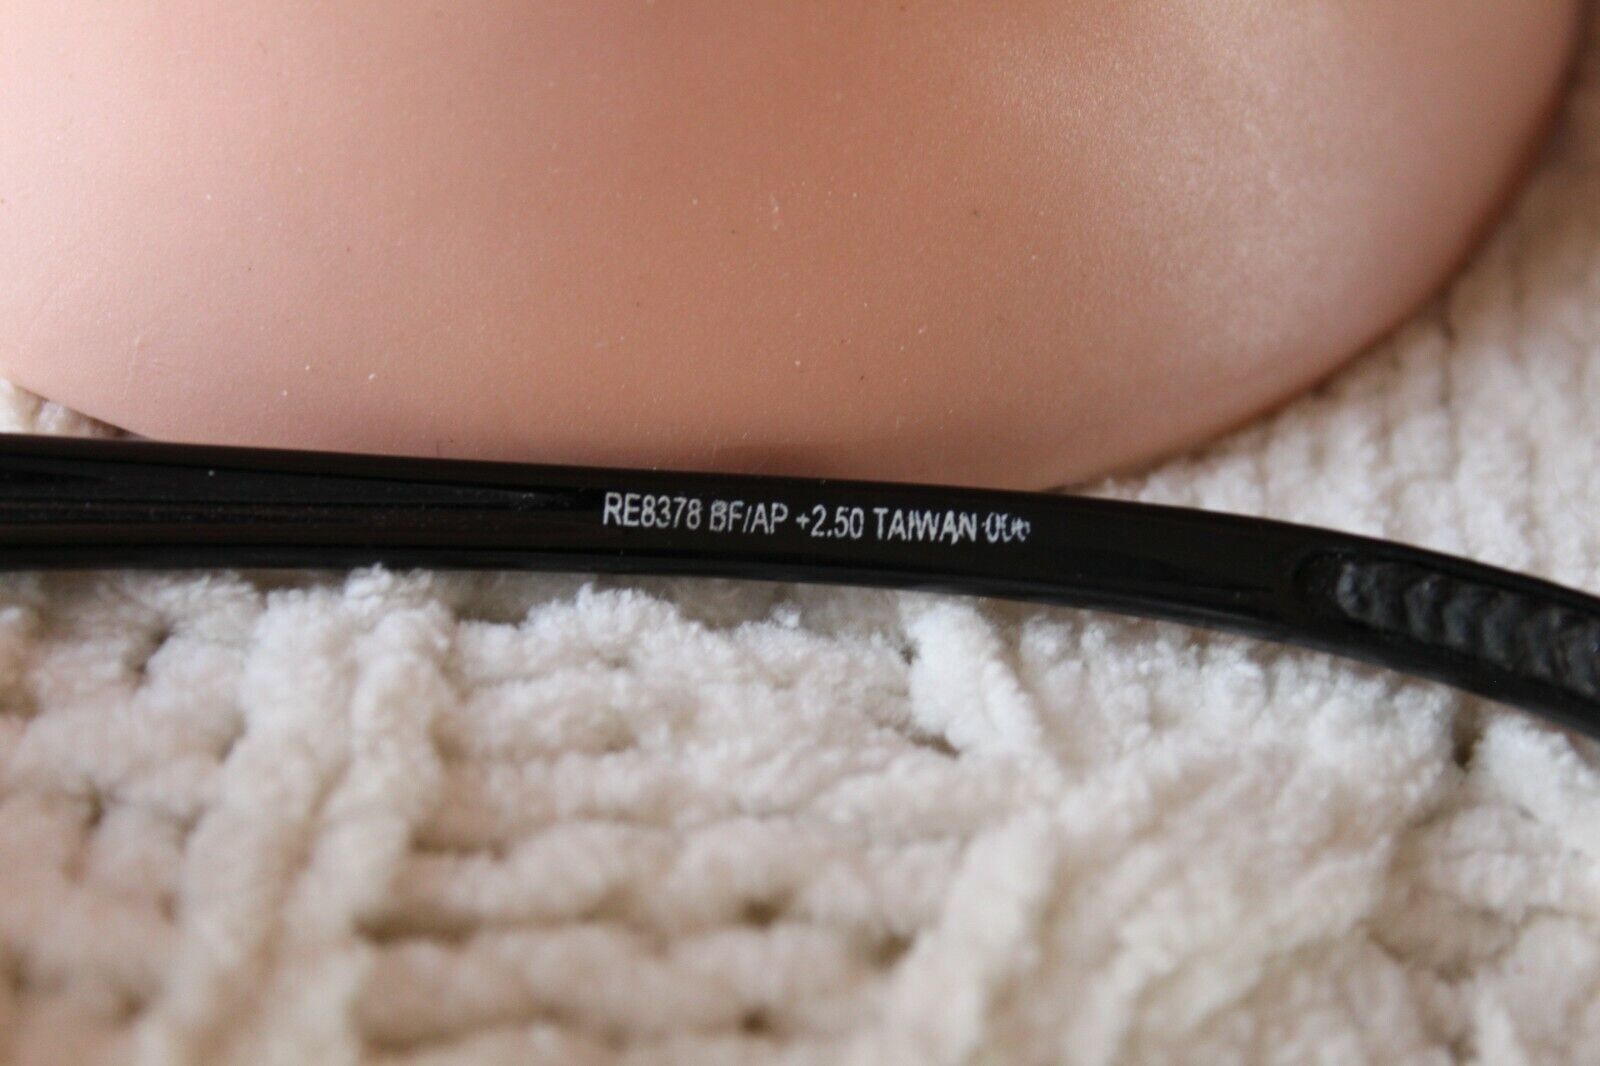 RE8378 BF/AP +2.50 TAIWAN